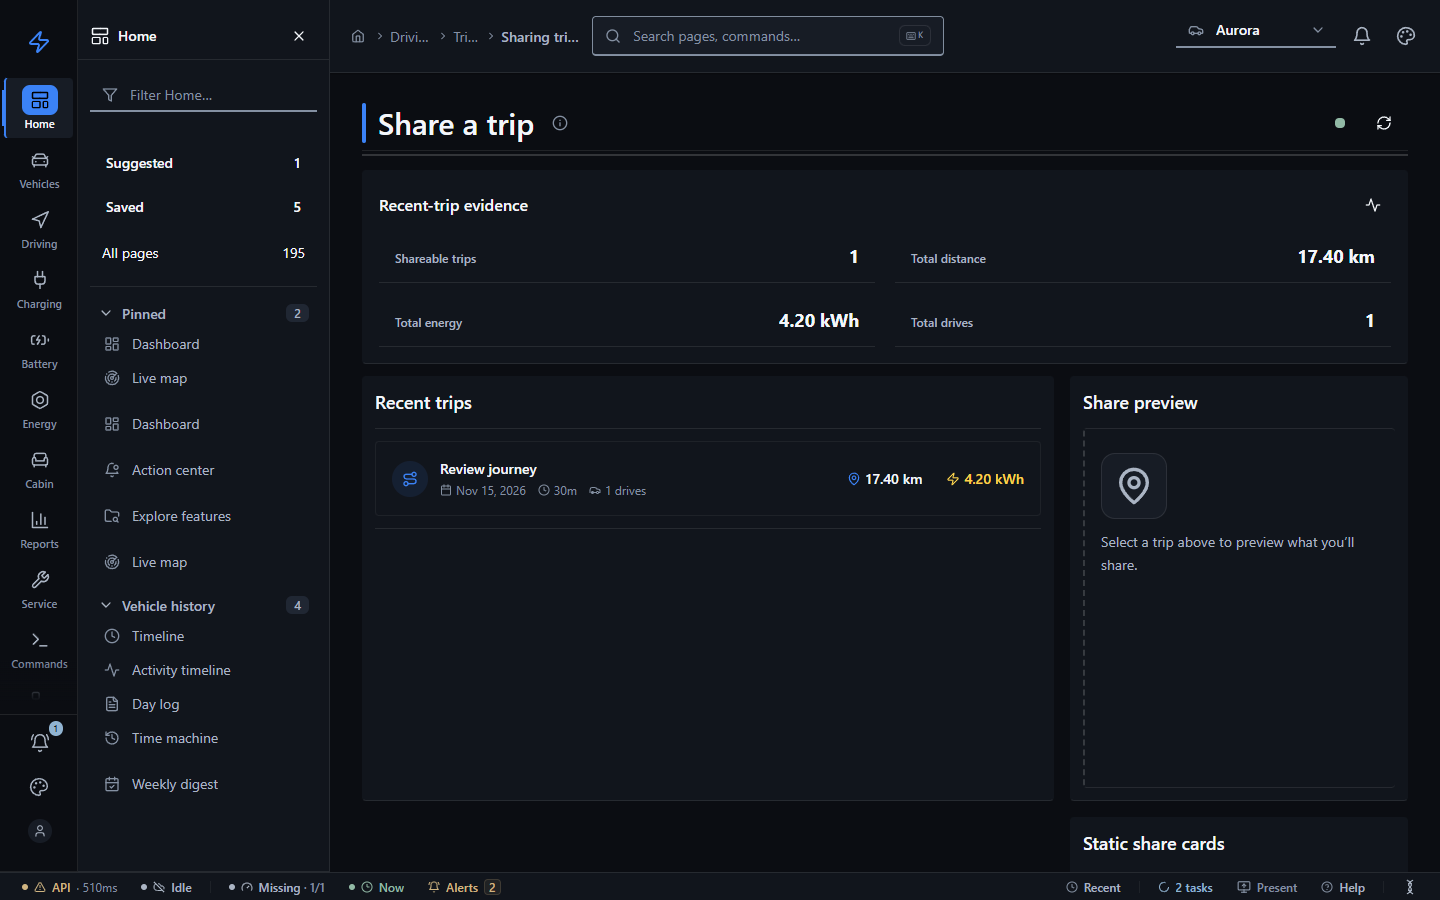 Home
Drivi...
Tri...
Sharing tri...
Search pages, commands...
K
Aurora
Filter Home...
Home
Vehicles
Driving
Charging
Battery
Energy
Cabin
Reports
Service
Commands
1
Suggested 1
Saved 5
All pages 195
Pinned 2
Dashboard
Live map
Dashboard
Action center
Explore features
Live map
Vehicle history 4
Timeline
Activity timeline
Day log
Time machine
Weekly digest
Share a trip
Recent-trip evidence
Shareable trips 1
Total distance 17.40 km
Total energy 4.20 kWh
Total drives 1
Recent trips
Review journey
Nov 15, 2026 30m 1 drives
17.40 km 4.20 kWh
Share preview
Select a trip above to preview what you'll
share.
Static share cards
API · 510ms
Idle
Missing · 1/1
Now
Alerts 2
Recent
2 tasks
Present
Help